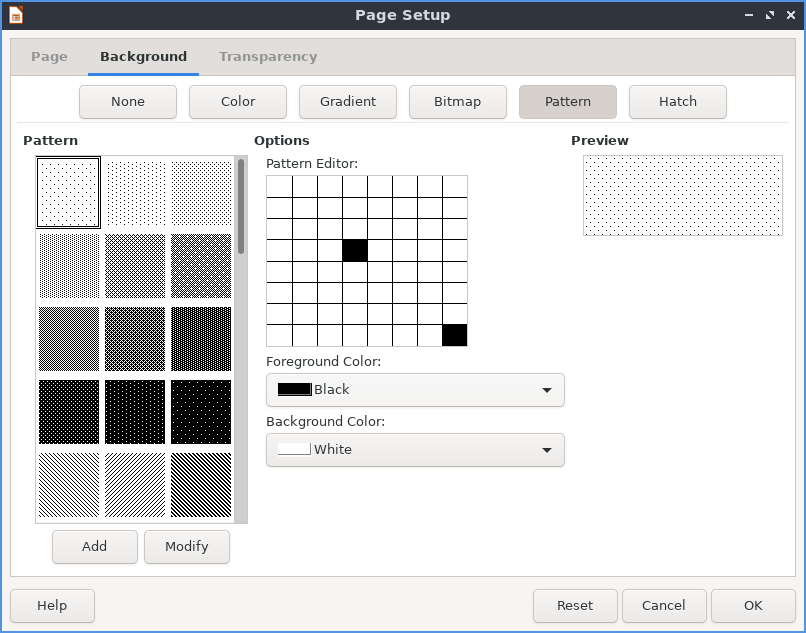 Page Setup
Page Background Transparency
None Color Gradient Bitmap Pattern Hatch
Pattern Options Preview
Pattern Editor:
Foreground Color:
Black
Background Color:
White
Add Modify
Help Reset Cancel OK